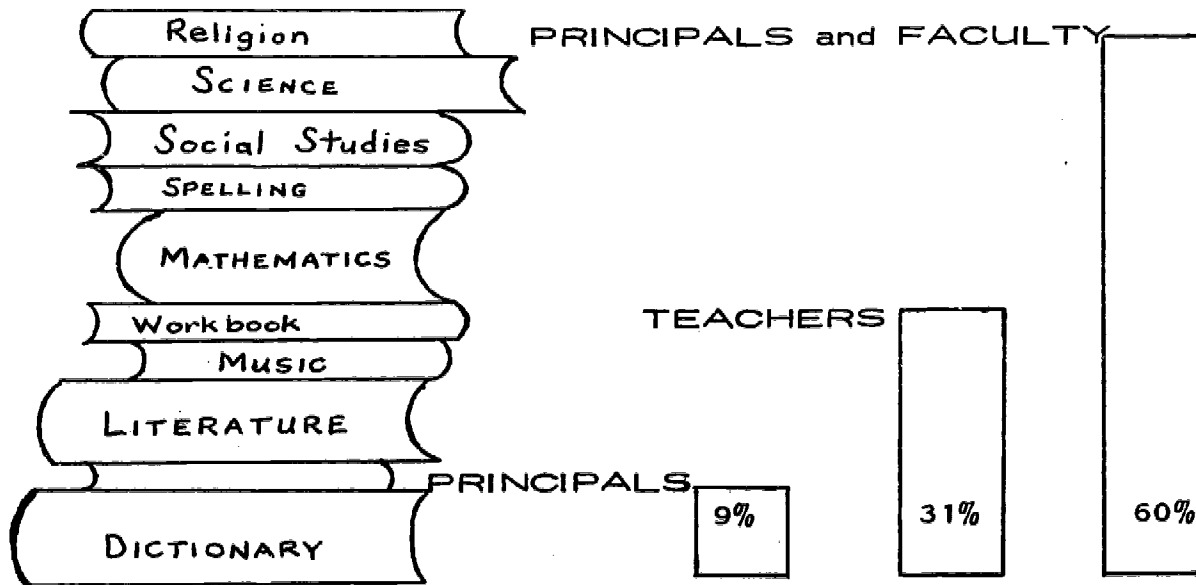 Religion
SCIENCE
Social Studies
SPELLING
MATHEMATICS
Workbook
MUSIC
LITERATURE
DICTIONARY
PRINCIPALS and FACULTY
TEACHERS
PRINCIPALS
9%
31%
60%